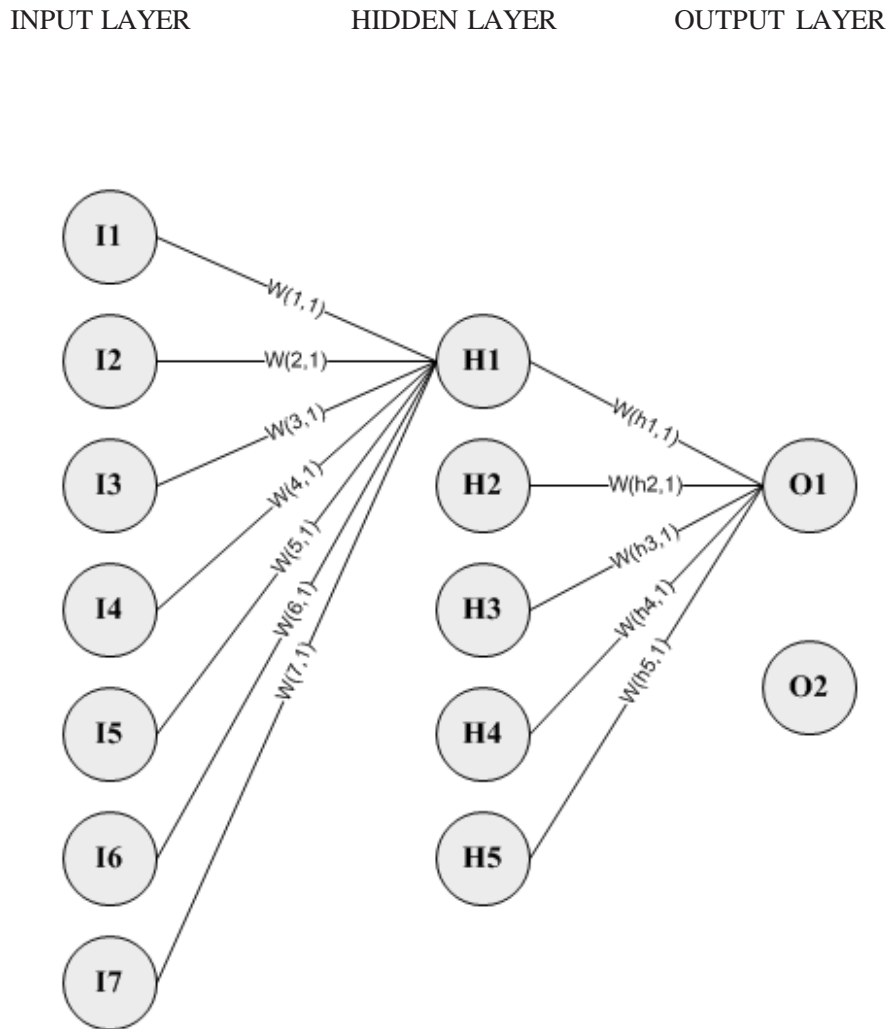 INPUT LAYER
HIDDEN LAYER
OUTPUT LAYER
I1
I2
I3
I4
I5
I6
I7
W(1,1)
W(2,1)
W(3,1)
W(4,1)
W(5,1)
W(6,1)
W(7,1)
H1
H2
H3
H4
H5
W(h1,1)
W(h2,1)
W(h3,1)
W(h4,1)
W(h5,1)
O1
O2